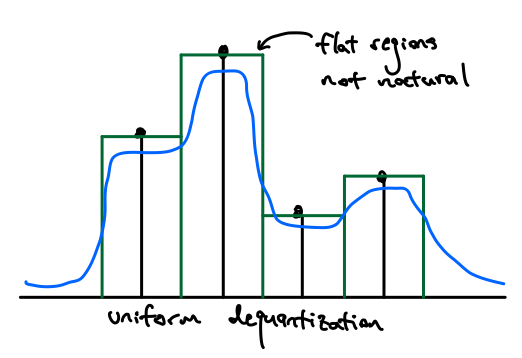 flat regions
not natural
uniform dequantization